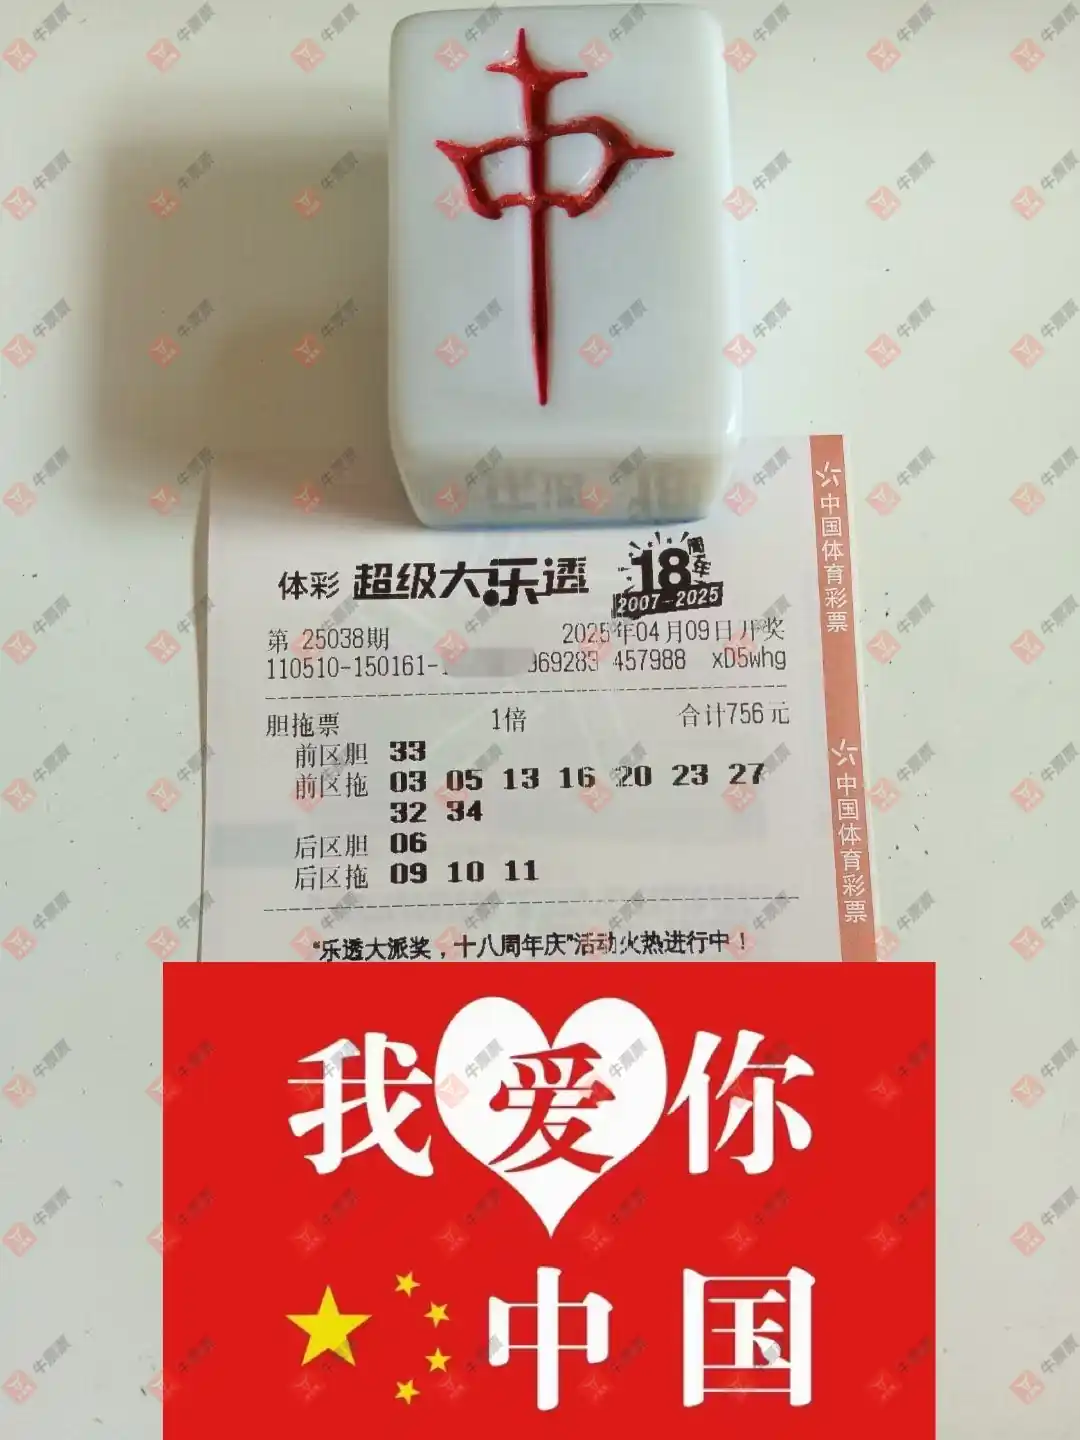 中
体彩 超级大乐透 18周年
2007-2025
第 25038期 2025年04月09日开奖
110510-150161-1 969283 457988 xD5whg
胆拖票 1倍 合计756元
前区胆 33
前区拖 03 05 13 16 20 23 27
32 34
后区胆 06
后区拖 09 10 11
“乐透大派奖，十八周年庆”活动火热进行中！
中国体育彩票
中国体育彩票
我爱你
中国
牛票票